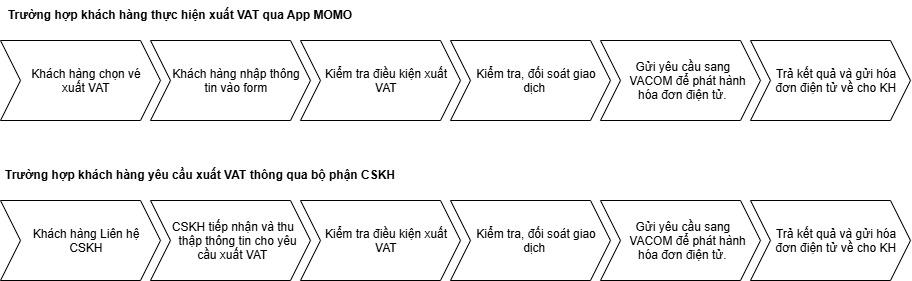 Trường hợp khách hàng thực hiện xuất VAT qua App MOMO
Khách hàng chọn vé
xuất VAT
Khách hàng nhập thông
tin vào form
Kiểm tra điều kiện xuất
VAT
Kiểm tra, đối soát giao
dịch
Gửi yêu cầu sang
VACOM để phát hành
hóa đơn điện tử.
Trả kết quả và gửi hóa
đơn điện tử về cho KH
Trường hợp khách hàng yêu cầu xuất VAT thông qua bộ phận CSKH
Khách hàng Liên hệ
CSKH
CSKH tiếp nhận và thu
thập thông tin cho yêu
cầu xuất VAT
Kiểm tra điều kiện xuất
VAT
Kiểm tra, đối soát giao
dịch
Gửi yêu cầu sang
VACOM để phát hành
hóa đơn điện tử.
Trả kết quả và gửi hóa
đơn điện tử về cho KH